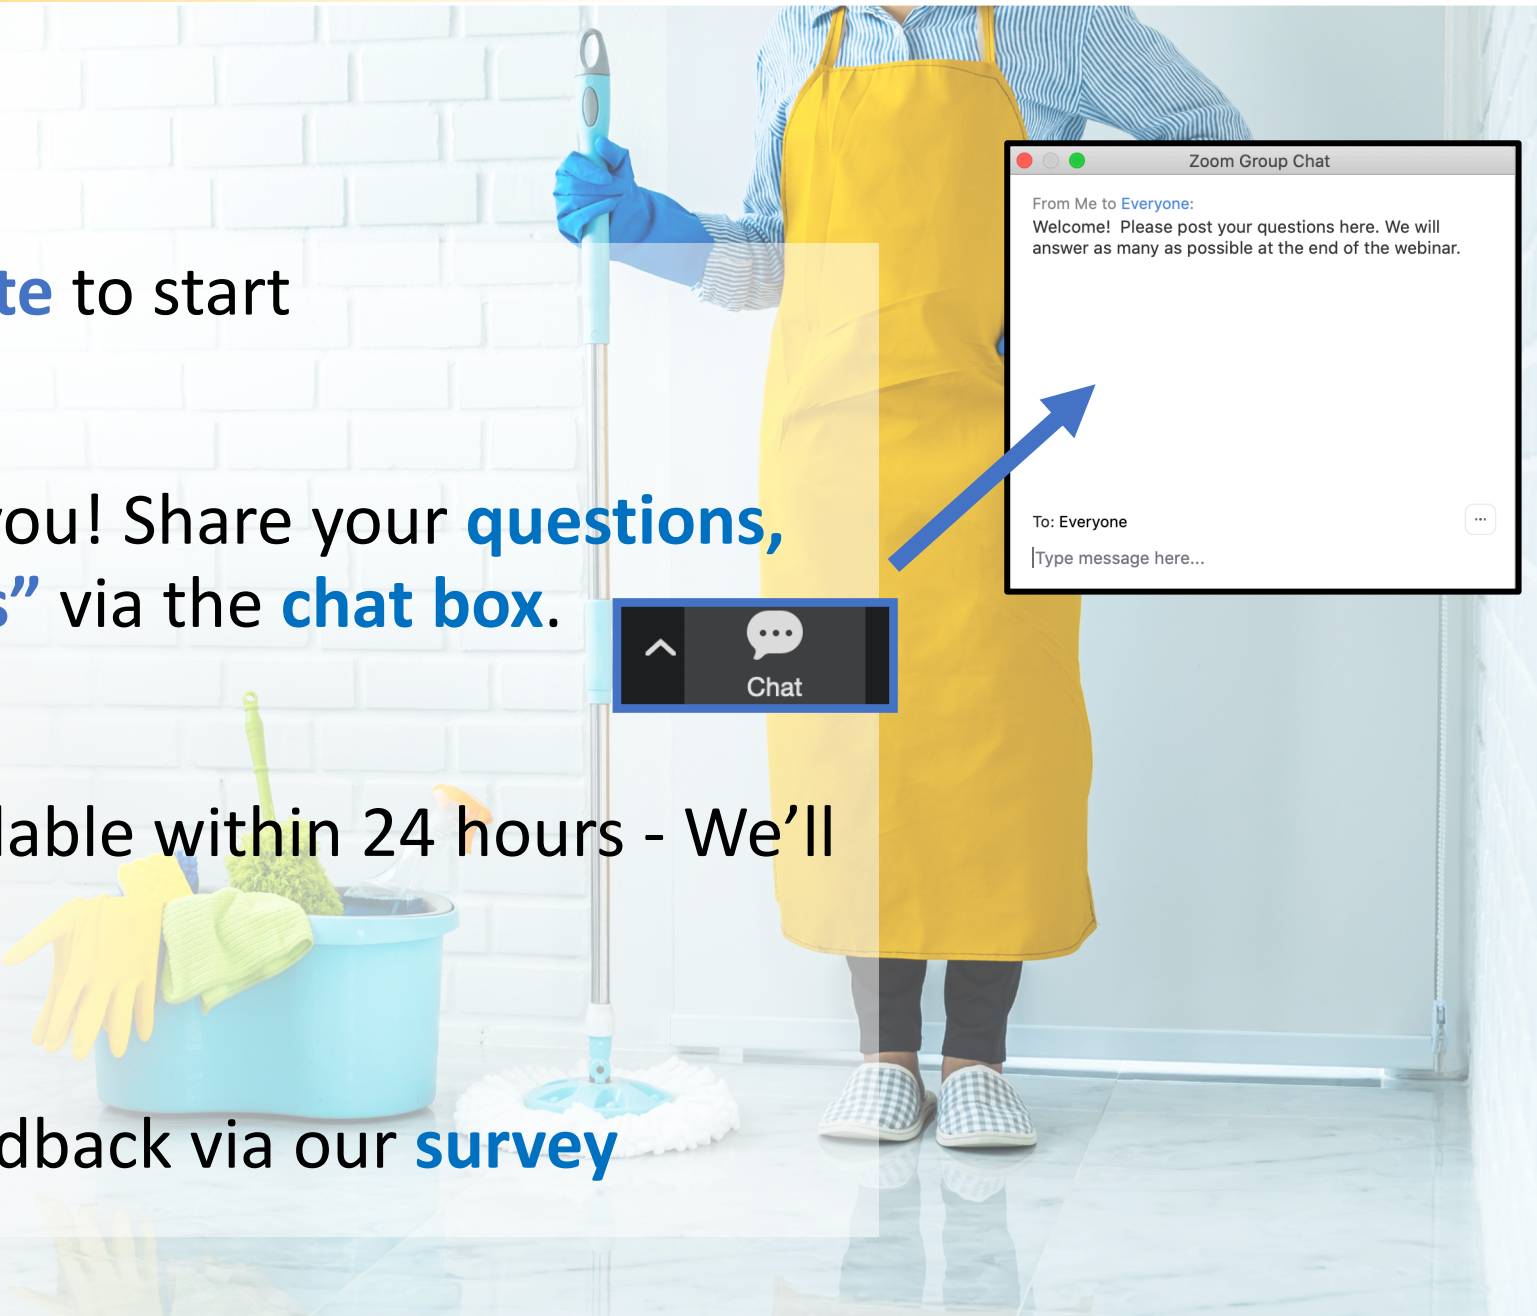 te to start
you! Share your questions,
s” via the chat box.
Chat
lable within 24 hours - We’ll
dback via our survey
Zoom Group Chat
From Me to Everyone:
Welcome!  Please post your questions here. We will
answer as many as possible at the end of the webinar.
To: Everyone
...
Type message here...